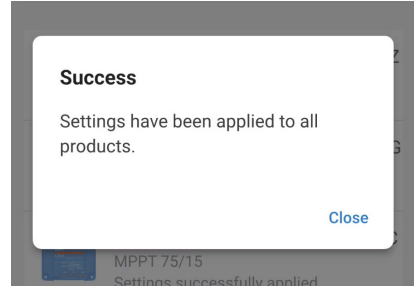 Z
Success
Settings have been applied to all
products.
G
Close
C
MPPT 75/15
Settings successfully applied